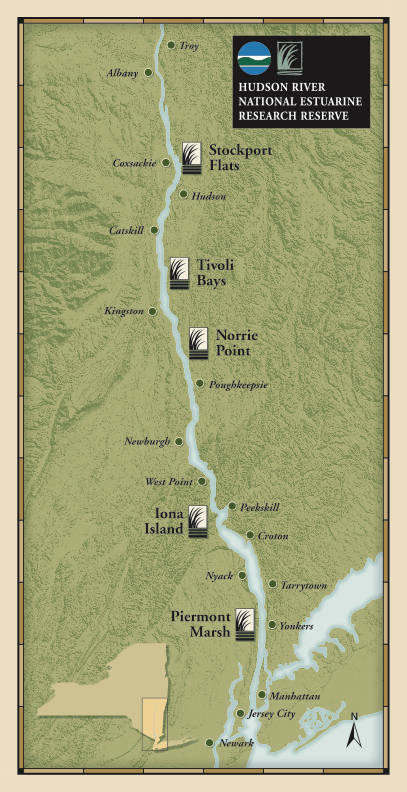 Troy
Albany
HUDSON RIVER
NATIONAL ESTUARINE
RESEARCH RESERVE
Stockport
Flats
Coxsackie
Hudson
Catskill
Tivoli
Bays
Kingston
Norrie
Point
Poughkeepsie
Newburgh
West Point
Peekskill
Iona
Island
Croton
Nyack
Tarrytown
Piermont
Marsh
Yonkers
Manhattan
Jersey City
N
Newark